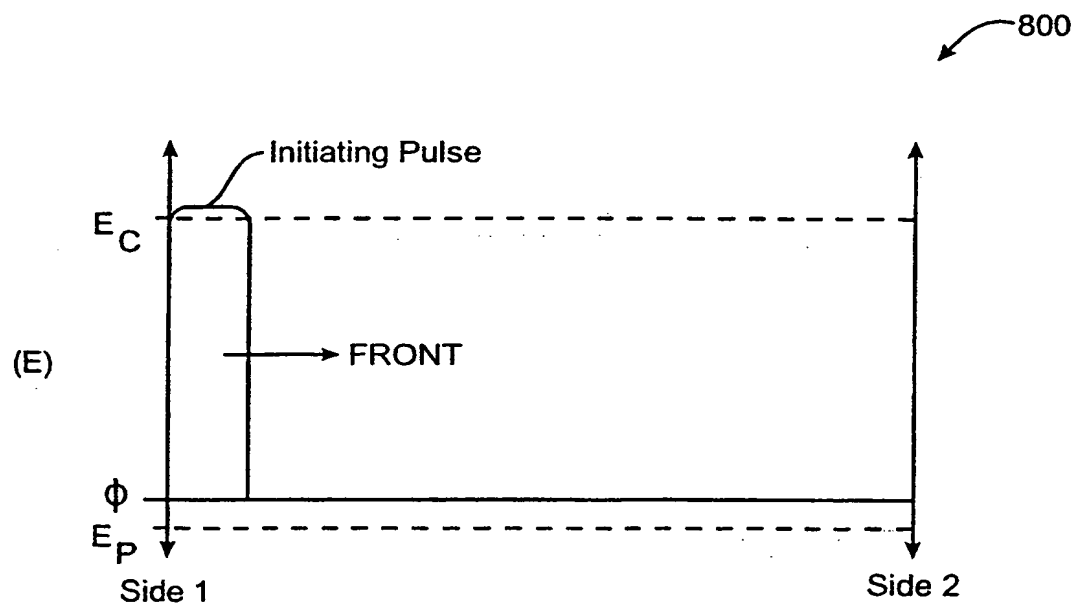 800
Initiating Pulse
E_C
(E)
FRONT
ϕ
E_P
Side 1
Side 2